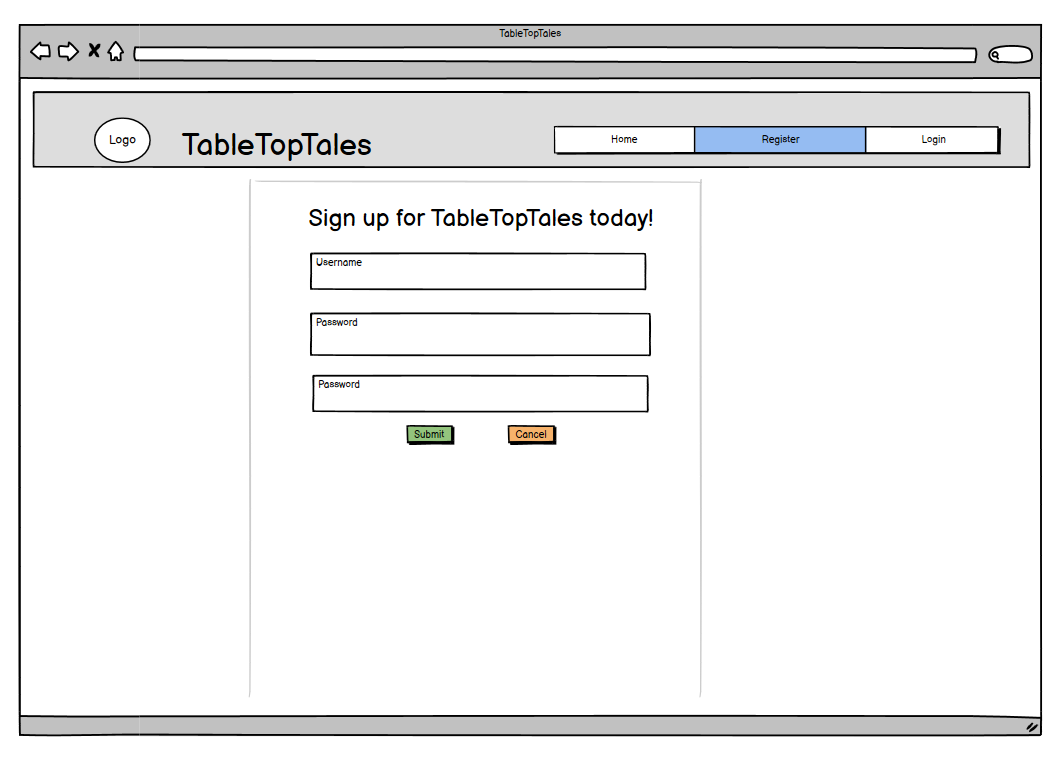 TableTopTales
Logo
TableTopTales
Home
Register
Login
Sign up for TableTopTales today!
Username
Password
Password
Submit
Cancel